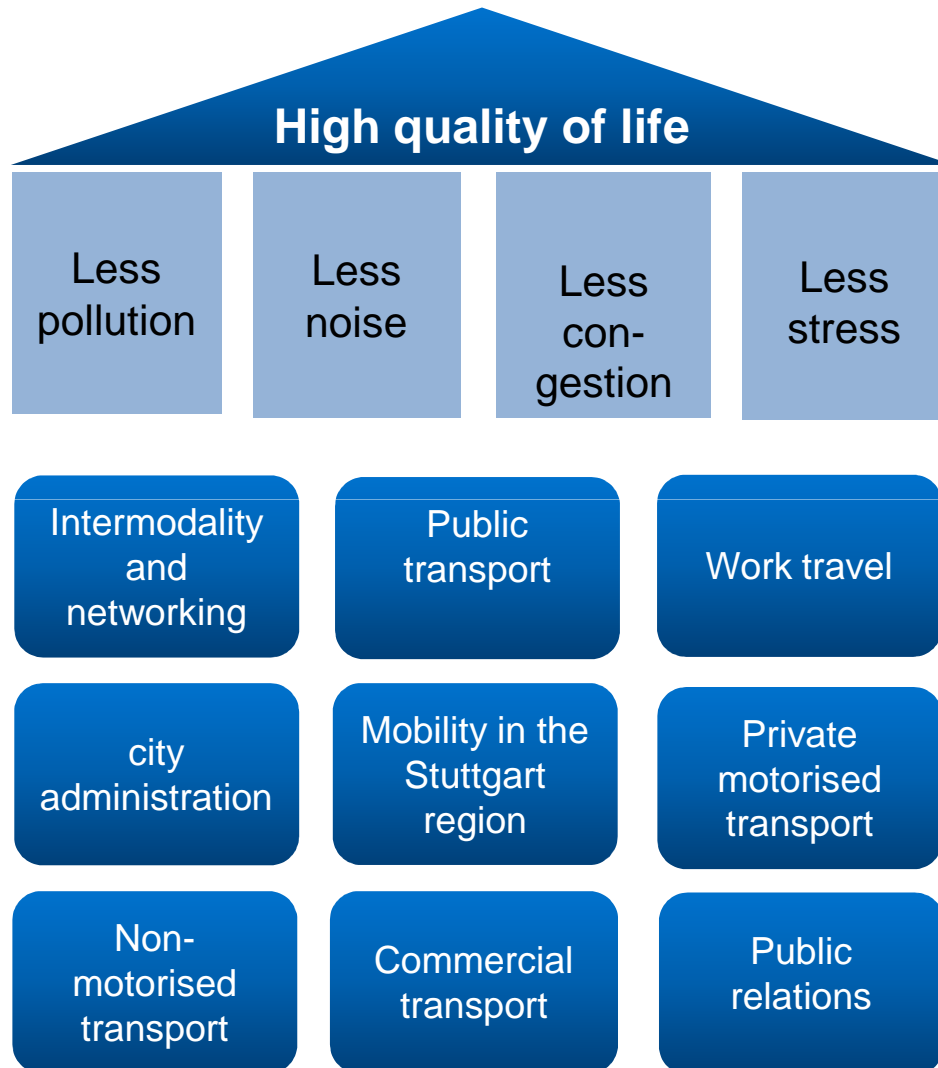 High quality of life
Less
pollution
Less
noise
Less
con-
gestion
Less
stress
Intermodality
and
networking
Public
transport
Work travel
city
administration
Mobility in the
Stuttgart
region
Private
motorised
transport
Non-
motorised
transport
Commercial
transport
Public
relations